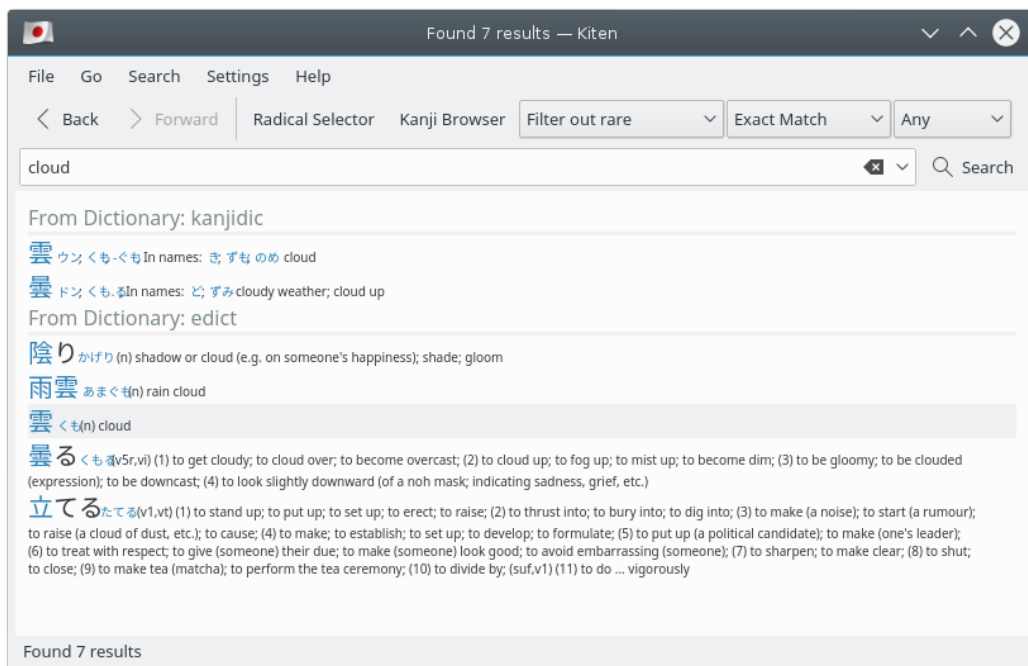 Found 7 results — Kiten
File Go Search Settings Help
Back Forward Radical Selector Kanji Browser Filter out rare Exact Match Any
cloud Search
From Dictionary: kanjidic
雲 ウン; くも; -ぐも In names: き; ずも; のめ cloud
曇 ドン; くも.る In names: ど; ずみ cloudy weather; cloud up
From Dictionary: edict
陰り かげり (n) shadow or cloud (e.g. on someone's happiness); shade; gloom
雨雲 あまぐも (n) rain cloud
雲 くも (n) cloud
曇る くもる (v5r,vi) (1) to get cloudy; to cloud over; to become overcast; (2) to cloud up; to fog up; to mist up; to become dim; (3) to be gloomy; to be clouded
(expression); to be downcast; (4) to look slightly downward (of a noh mask; indicating sadness, grief, etc.)
立てる たてる (v1,vt) (1) to stand up; to put up; to set up; to erect; to raise; (2) to thrust into; to bury into; to dig into; (3) to make (a noise); to start (a rumour);
to raise (a cloud of dust, etc.); to cause; (4) to make; to establish; to set up; to develop; to formulate; (5) to put up (a political candidate); to make (one's leader);
(6) to treat with respect; to give (someone) their due; to make (someone) look good; to avoid embarrassing (someone); (7) to sharpen; to make clear; (8) to shut;
to close; (9) to make tea (matcha); to perform the tea ceremony; (10) to divide by; (suf,v1) (11) to do ... vigorously
Found 7 results